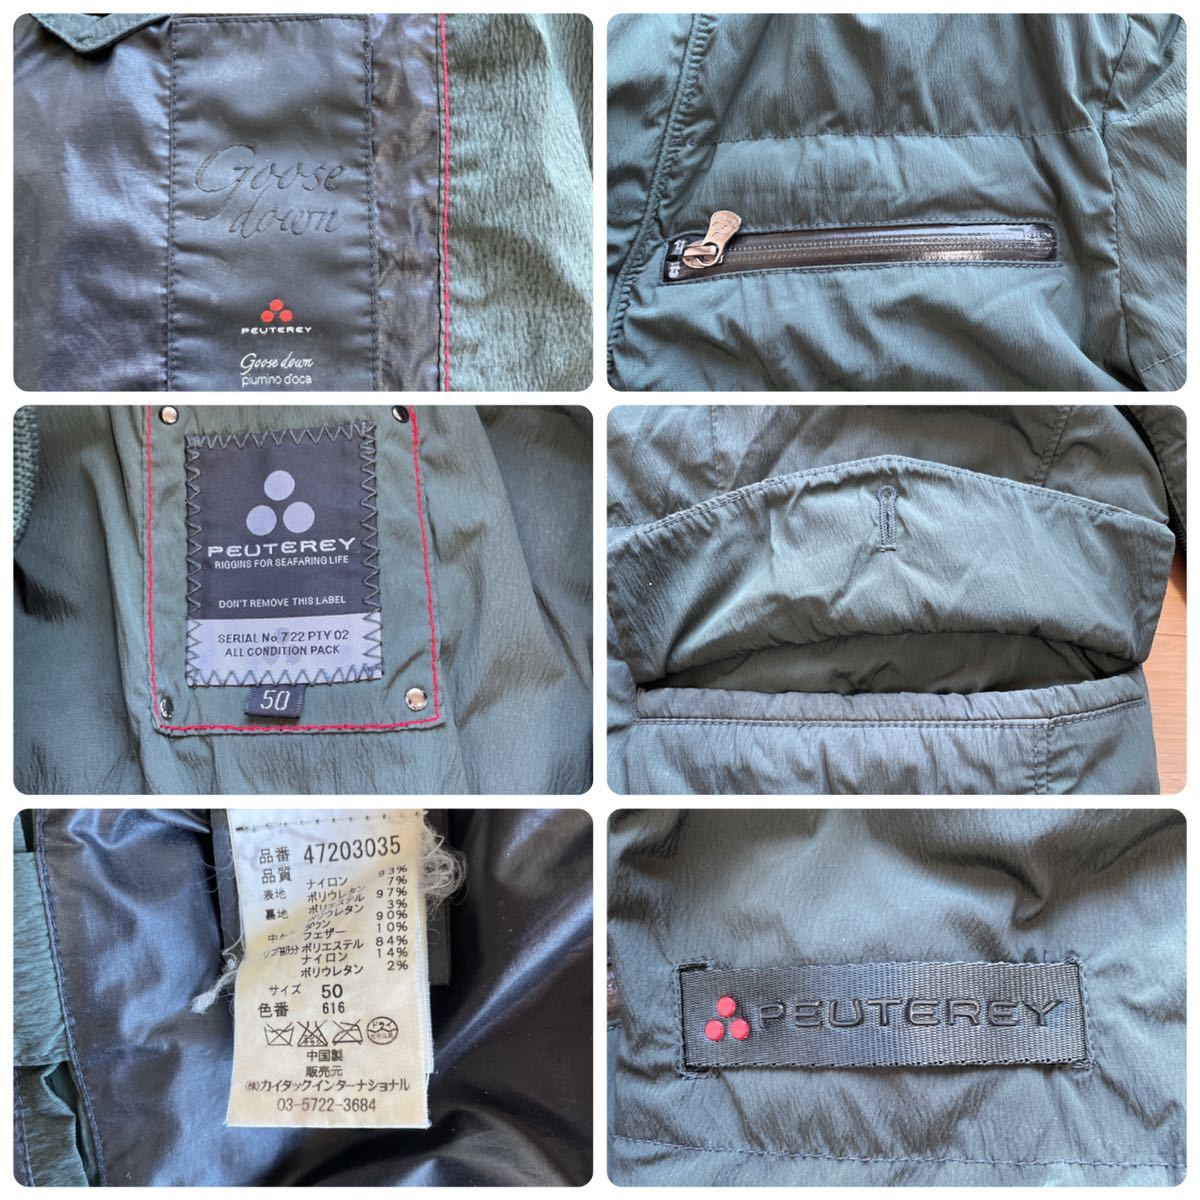 Goose
down
PEUTEREY
Goose down
piumino d'oca
PEUTEREY
RIGGINS FOR SEAFARING LIFE
DON'T REMOVE THIS LABEL
SERIAL No 7 22 PTY 02
ALL CONDITION PACK
50
品番 47203035
品質
表地 ナイロン 93%
ポリウレタン 7%
裏地 ポリエステル 97%
ポリウレタン 3%
ダウン 90%
フェザー 10%
リブ部分 ポリエステル 84%
ナイロン 14%
ポリウレタン 2%
サイズ 50
色番 616
中国製
販売元
(株)カイタックインターナショナル
03-5722-3684
PEUTEREY